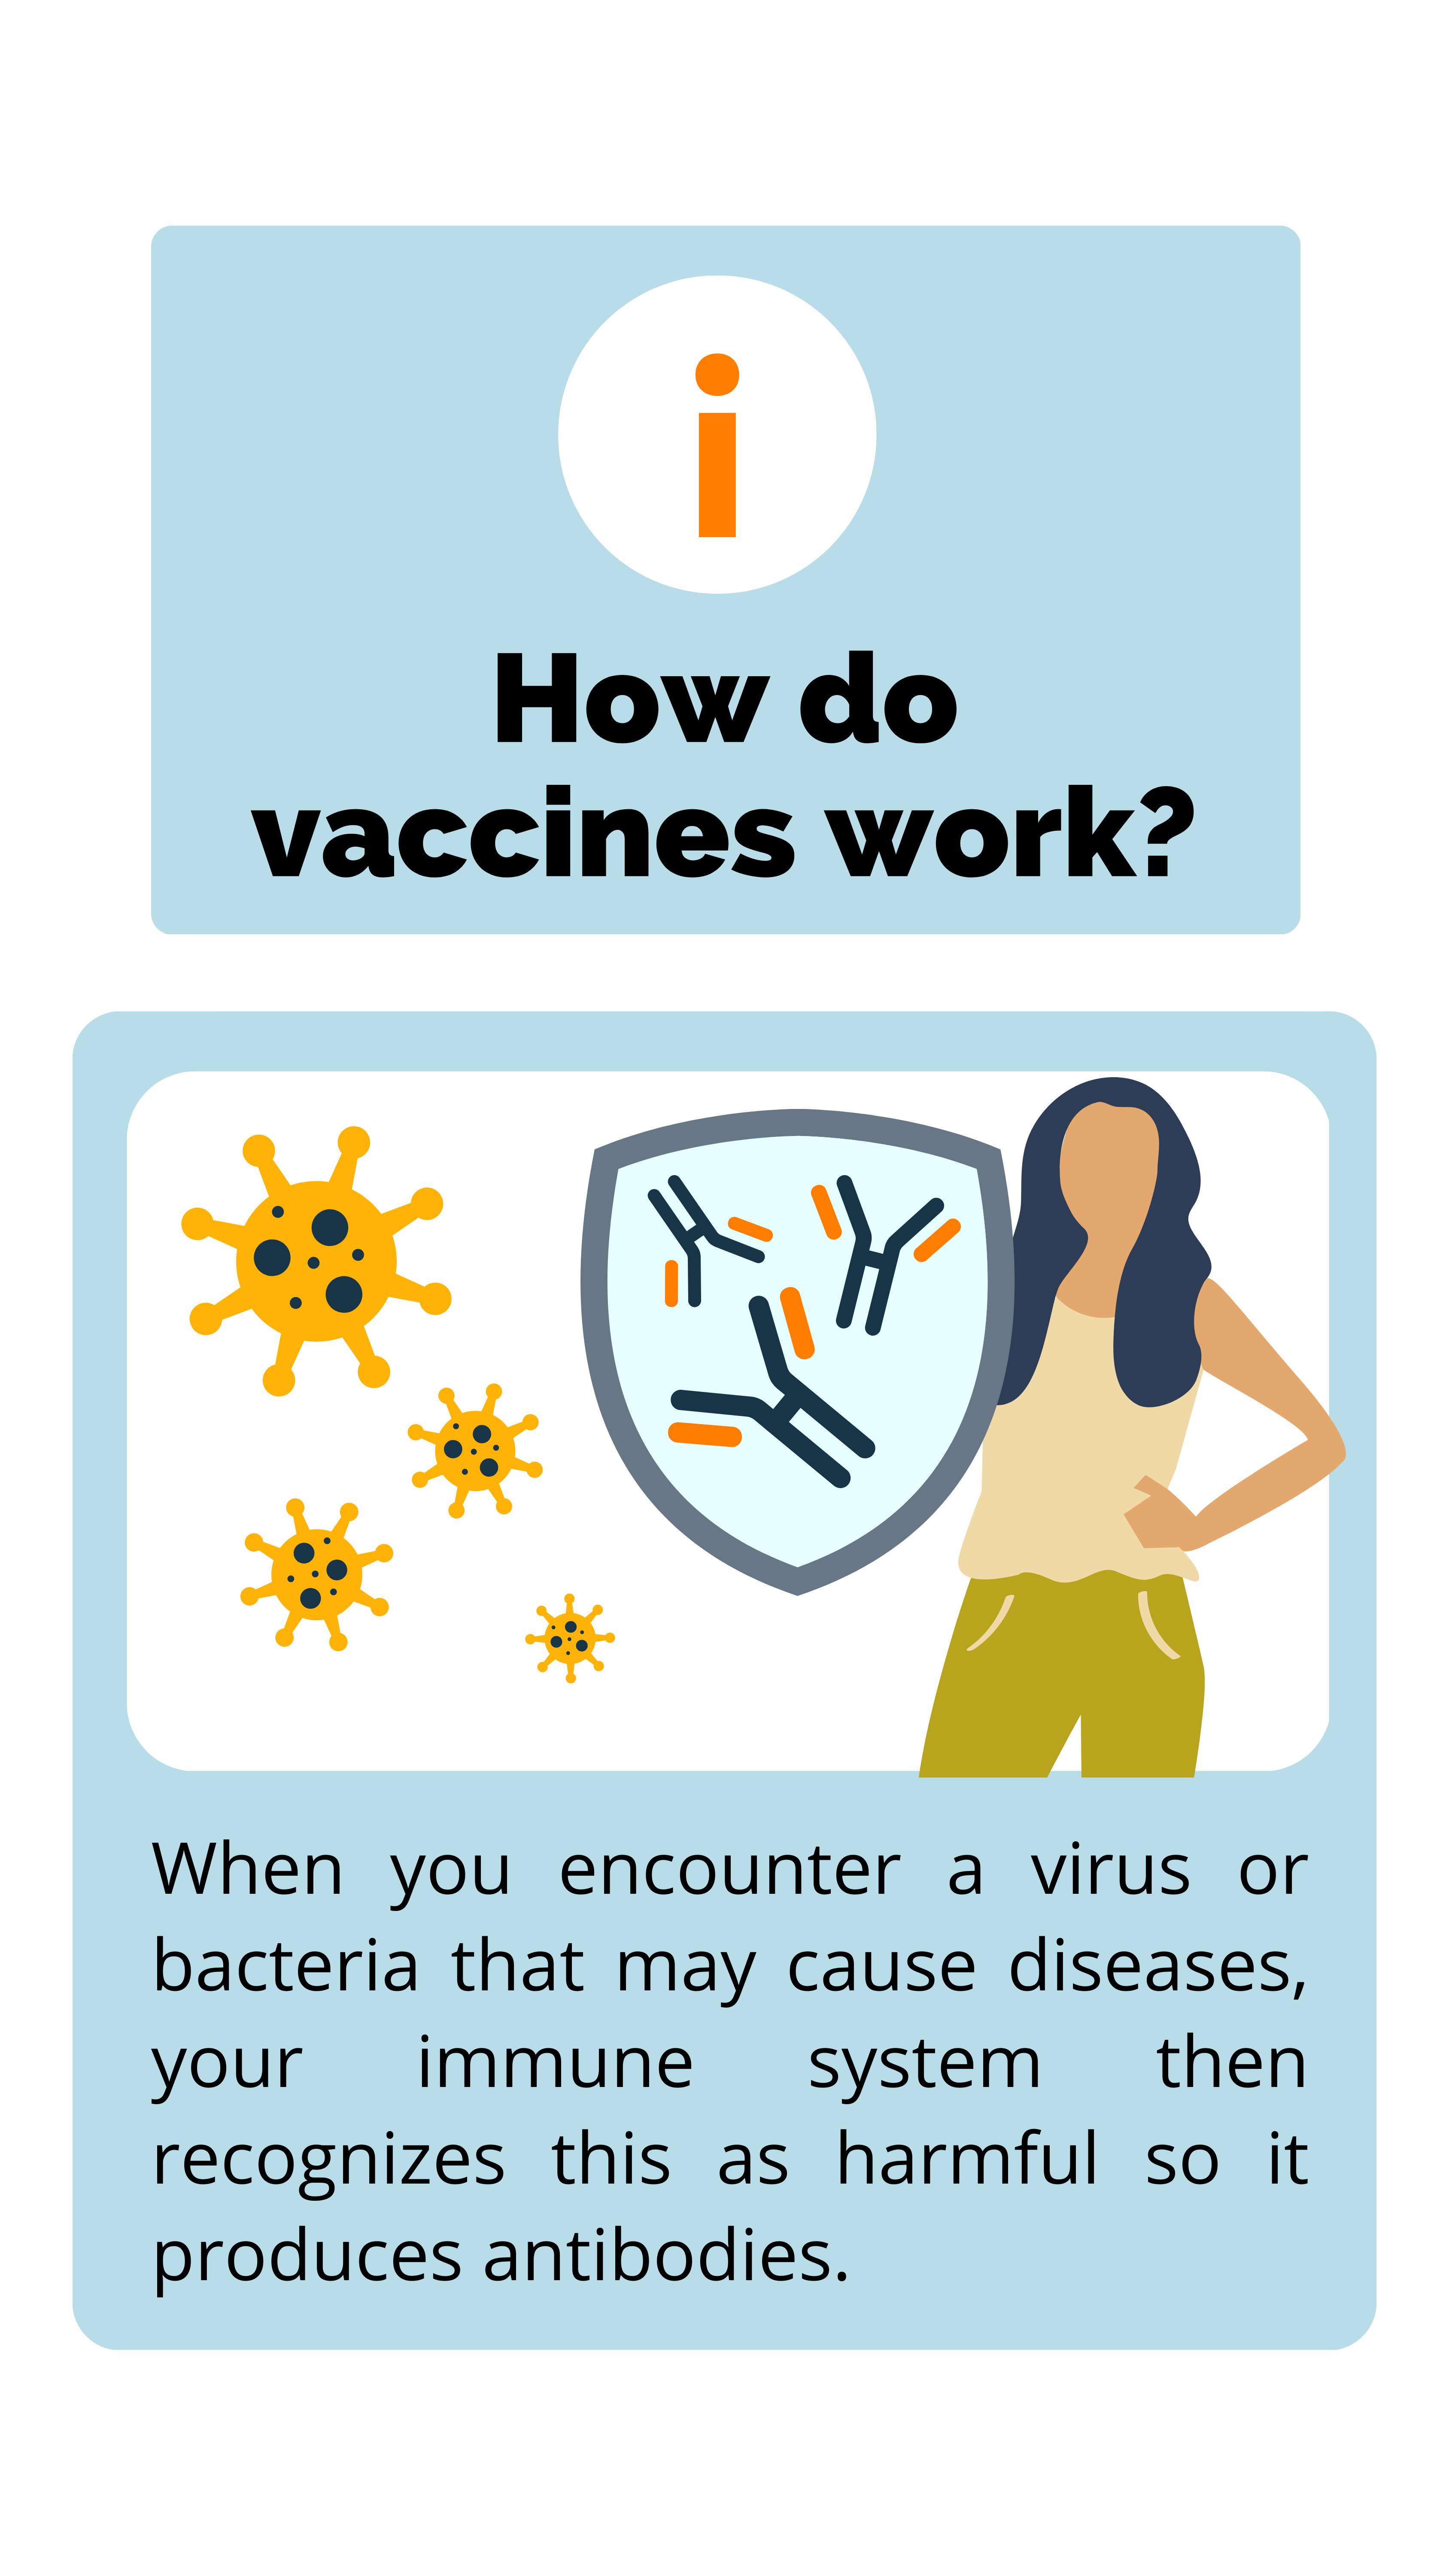 i
How do
vaccines work?
When you encounter a virus or
bacteria that may cause diseases,
your immune system then
recognizes this as harmful so it
produces antibodies.